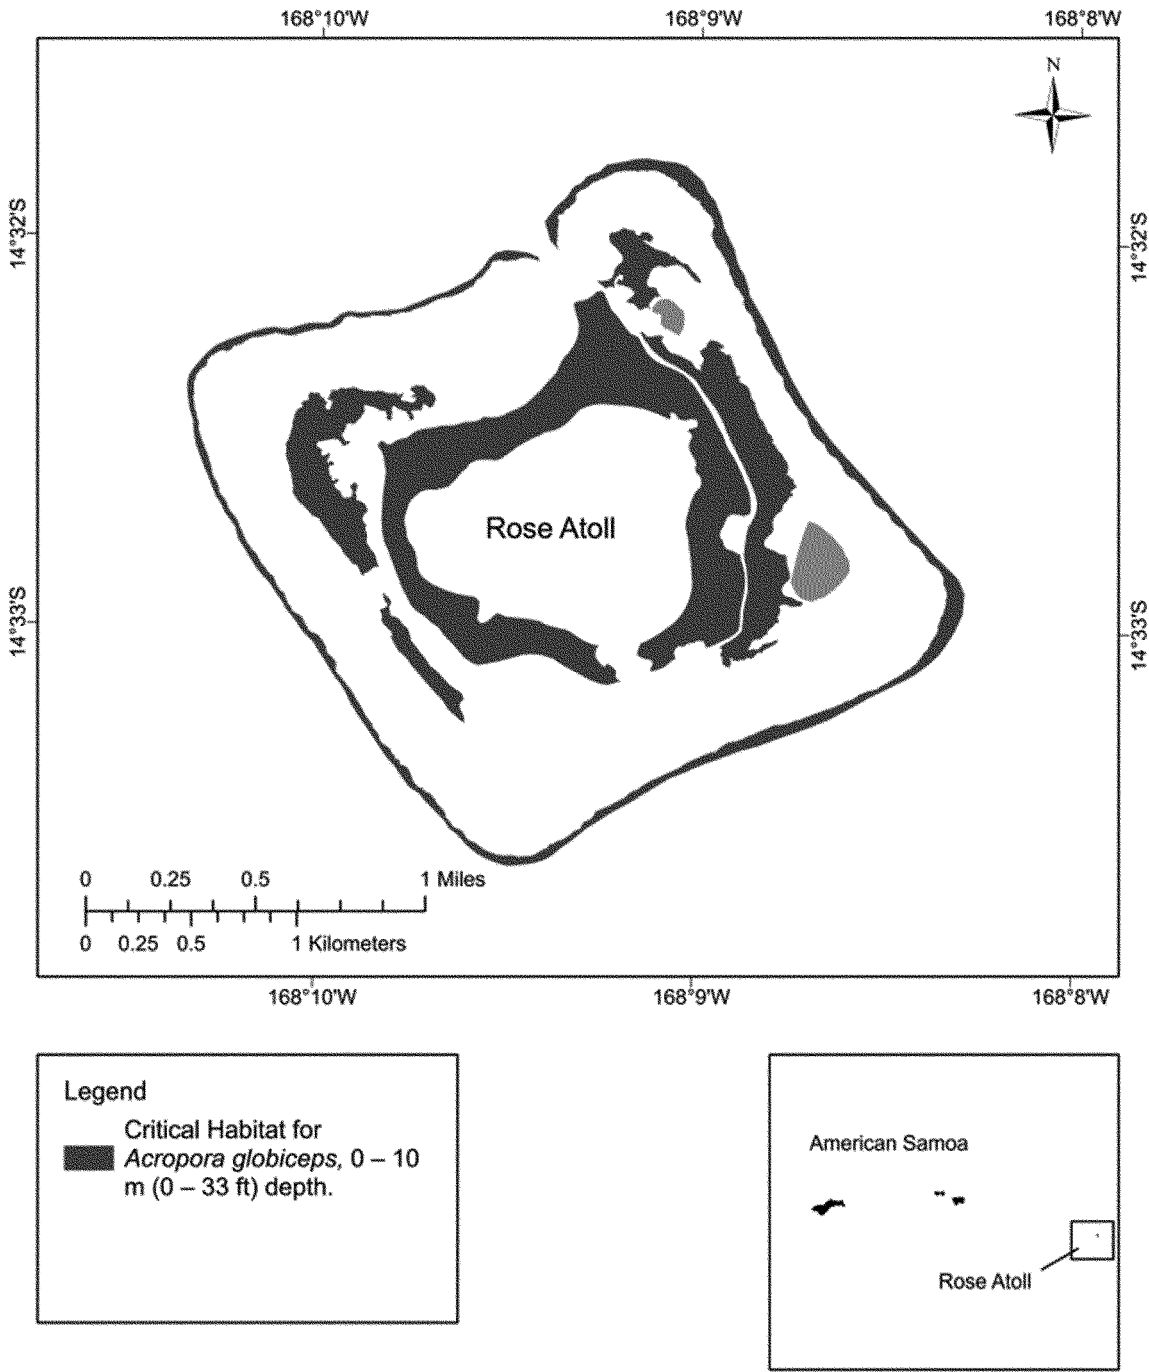 168°10'W 168°9'W 168°8'W
N
14°32'S 14°32'S
Rose Atoll
14°33'S 14°33'S
0 0.25 0.5 1 Miles
0 0.25 0.5 1 Kilometers
168°10'W 168°9'W 168°8'W
Legend
Critical Habitat for
Acropora globiceps, 0 – 10
m (0 – 33 ft) depth.
American Samoa
Rose Atoll